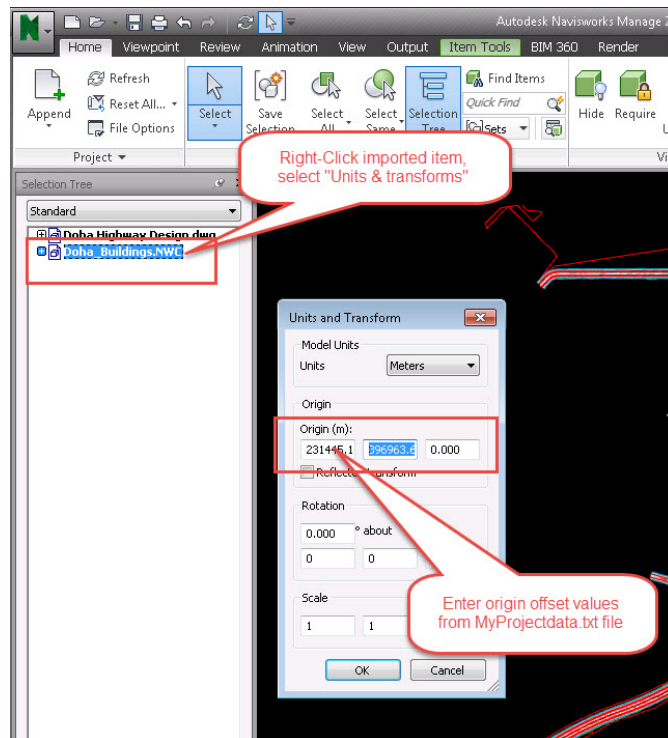 Autodesk Navisworks Manage 2
Home Viewpoint Review Animation View Output Item Tools BIM 360 Render
Append
Refresh
Reset All...
File Options
Select
Save
Selection
Select
All
Select
Same
Selection
Tree
Find Items
Quick Find
Sets
Hide Require
Project
Right-Click imported item,
select "Units & transforms"
Selection Tree
Standard
Doha Highway Design.dwg
Doha_Buildings.NWC
Units and Transform
Model Units
Units Meters
Origin
Origin (m):
231445.1 396963.6 0.000
Reflected transform
Rotation
0.000 ° about
0 0
Scale
1 1
Enter origin offset values
from MyProjectdata.txt file
OK Cancel